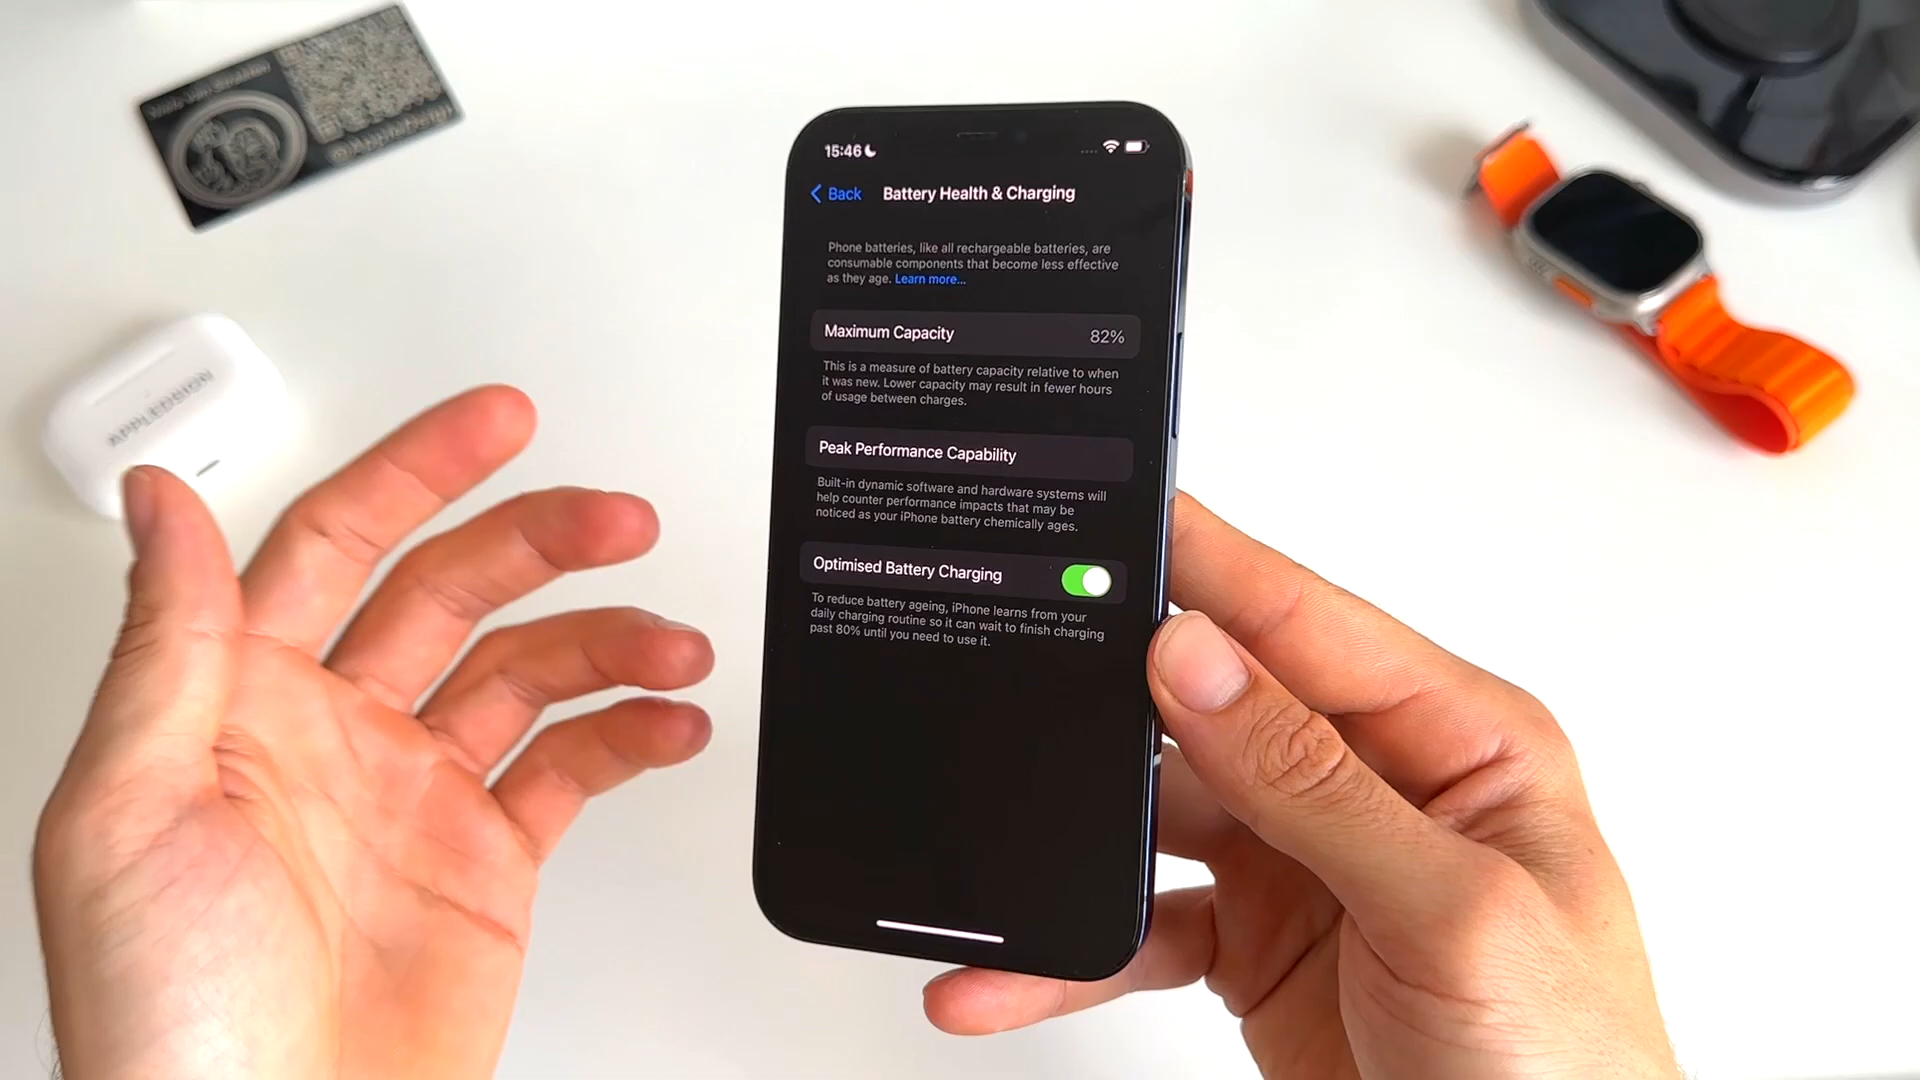 @AppleDsign
APPLEDSIGN
15:46
Back
Battery Health & Charging
Phone batteries, like all rechargeable batteries, are
consumable components that become less effective
as they age. Learn more...
Maximum Capacity
82%
This is a measure of battery capacity relative to when
it was new. Lower capacity may result in fewer hours
of usage between charges.
Peak Performance Capability
Built-in dynamic software and hardware systems will
help counter performance impacts that may be
noticed as your iPhone battery chemically ages.
Optimised Battery Charging
To reduce battery ageing, iPhone learns from your
daily charging routine so it can wait to finish charging
past 80% until you need to use it.